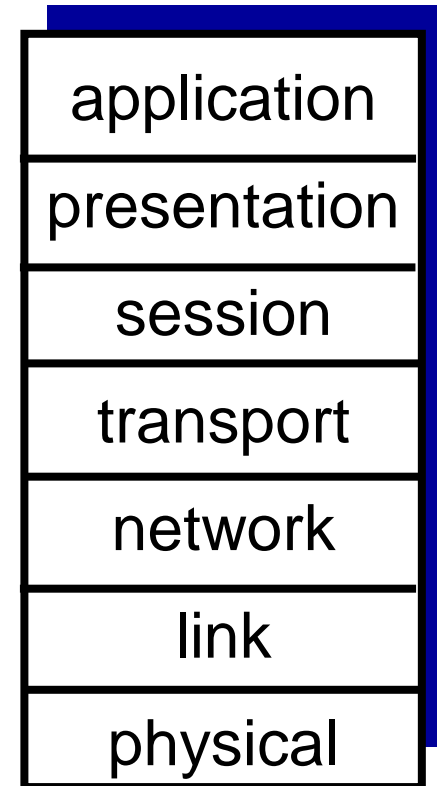 application
presentation
session
transport
network
link
physical